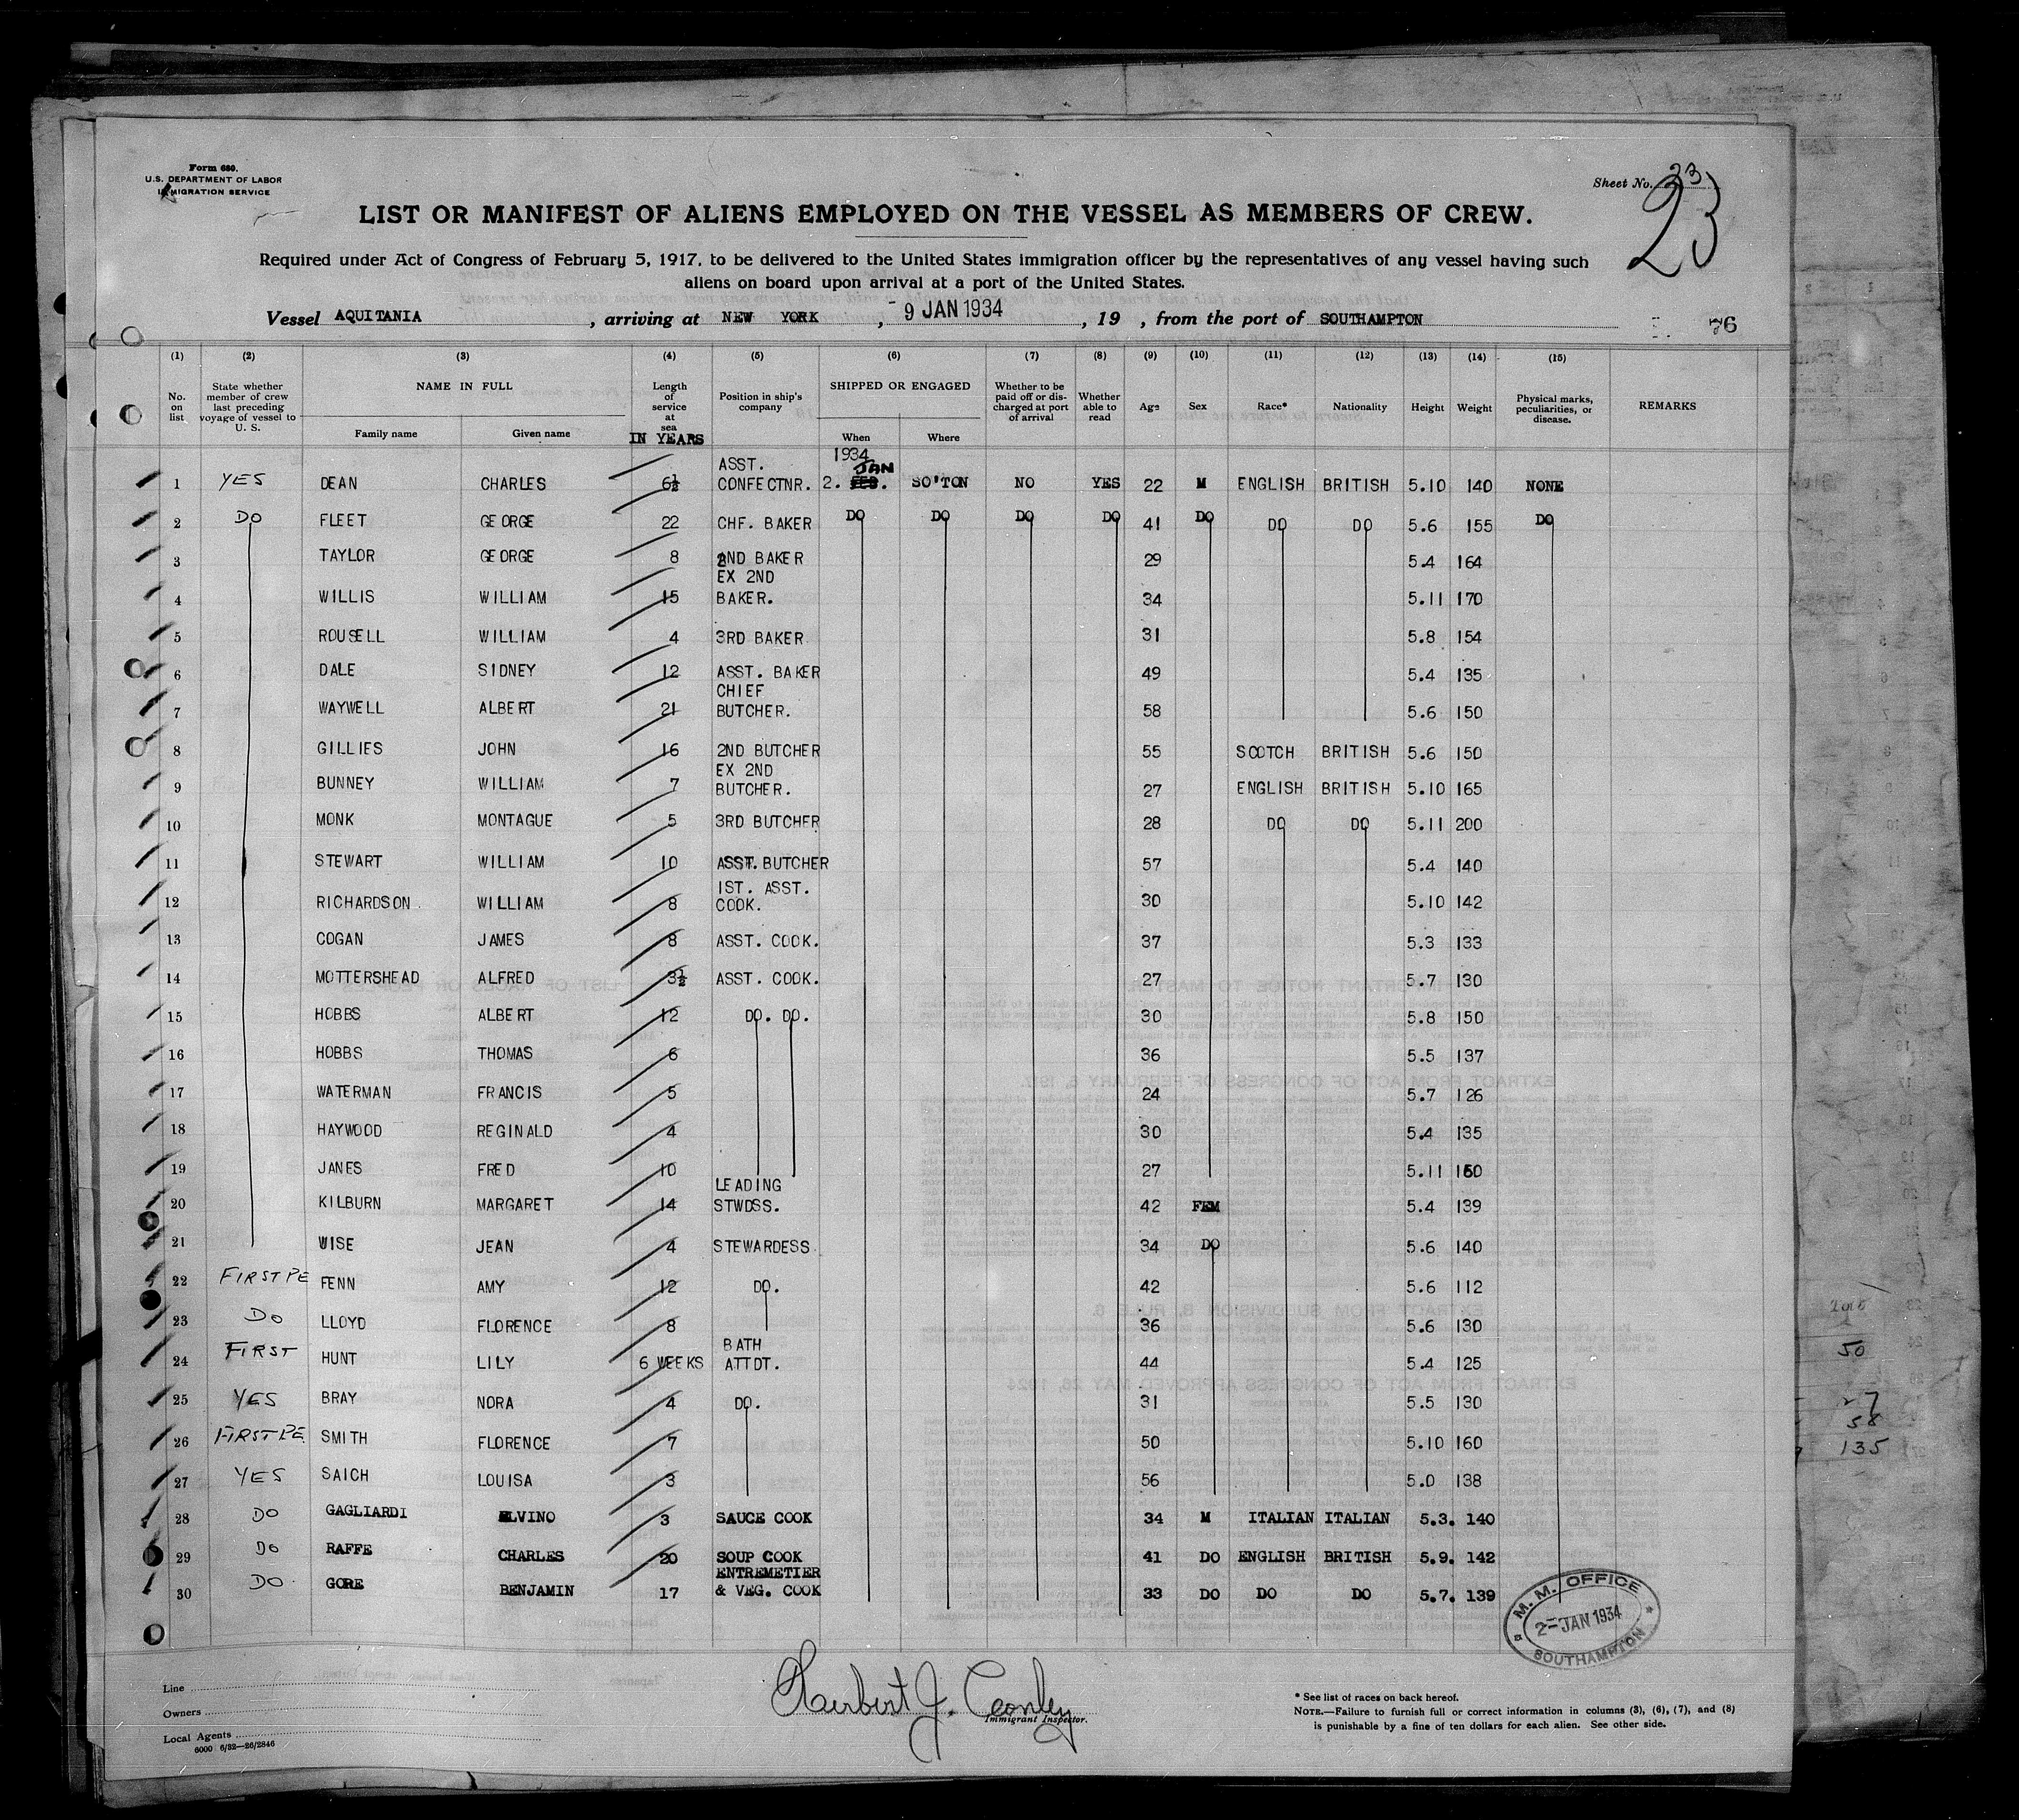 Form 680.
U.S. DEPARTMENT OF LABOR
IMMIGRATION SERVICE
Sheet No. 23
23
LIST OR MANIFEST OF ALIENS EMPLOYED ON THE VESSEL AS MEMBERS OF CREW.
Required under Act of Congress of February 5, 1917, to be delivered to the United States immigration officer by the representatives of any vessel having such
aliens on board upon arrival at a port of the United States.
Vessel AQUITANIA, arriving at NEW YORK, - 9 JAN 1934, 19 , from the port of SOUTHAMPTON 76
(1) (2) (3) (4) (5) (6) (7) (8) (9) (10) (11) (12) (13) (14) (15)
No. on list State whether member of crew last preceding voyage of vessel to U. S. NAME IN FULL Family name Given name Length of service at sea IN YEARS Position in ship's company SHIPPED OR ENGAGED When Where Whether to be paid off or discharged at port of arrival Whether able to read Age Sex Race* Nationality Height Weight Physical marks, peculiarities, or disease. REMARKS
1 YES DEAN CHARLES 6½ ASST. CONFECTNR. 1934 2. JAN SO'TON NO YES 22 M ENGLISH BRITISH 5.10 140 NONE
2 DO FLEET GEORGE 22 CHF. BAKER DO DO DO DO 41 DO DO DO 5.6 155 DO
3 TAYLOR GEORGE 8 2ND BAKER 29 5.4 164
4 WILLIS WILLIAM 15 EX 2ND BAKER. 34 5.11 170
5 ROUSELL WILLIAM 4 3RD BAKER 31 5.8 154
6 DALE SIDNEY 12 ASST. BAKER 49 5.4 135
7 WAYWELL ALBERT 21 CHIEF BUTCHER. 58 5.6 150
8 GILLIES JOHN 16 2ND BUTCHER 55 SCOTCH BRITISH 5.6 150
9 BUNNEY WILLIAM 7 EX 2ND BUTCHER. 27 ENGLISH BRITISH 5.10 165
10 MONK MONTAGUE 5 3RD BUTCHER 28 DO DO 5.11 200
11 STEWART WILLIAM 10 ASST. BUTCHER 57 5.4 140
12 RICHARDSON WILLIAM 8 IST. ASST. COOK. 30 5.10 142
13 COGAN JAMES 8 ASST. COOK. 37 5.3 133
14 MOTTERSHEAD ALFRED 3½ ASST. COOK. 27 5.7 130
15 HOBBS ALBERT 12 DO. DO. 30 5.8 150
16 HOBBS THOMAS 6 36 5.5 137
17 WATERMAN FRANCIS 5 24 5.7 126
18 HAYWOOD REGINALD 4 30 5.4 135
19 JANES FRED 10 27 5.11 160
20 KILBURN MARGARET 14 LEADING STWDSS. 42 FEM 5.4 139
21 WISE JEAN 4 STEWARDESS 34 DO 5.6 140
22 FIRST PE FENN AMY 12 DO. 42 5.6 112
23 DO LLOYD FLORENCE 8 36 5.6 130
24 FIRST HUNT LILY 6 WEEKS BATH ATTDT. 44 5.4 125
25 YES BRAY NORA 4 DO. 31 5.5 130
26 FIRST PE SMITH FLORENCE 7 50 5.10 160
27 YES SAICH LOUISA 3 56 5.0 138
28 DO GAGLIARDI ELVINO 3 SAUCE COOK 34 M ITALIAN ITALIAN 5.3. 140
29 DO RAFFE CHARLES 20 SOUP COOK 41 DO ENGLISH BRITISH 5.9. 142
30 DO GORE BENJAMIN 17 ENTREMETIER & VEG. COOK 33 DO DO DO 5.7. 139
M. M. OFFICE
2- JAN 1934
SOUTHAMPTON
50
27
58
135
Line
Owners
Local Agents
6000 6/32—26/2846
Herbert J. Conley
Immigrant Inspector.
* See list of races on back hereof.
NOTE.—Failure to furnish full or correct information in columns (3), (6), (7), and (8)
is punishable by a fine of ten dollars for each alien. See other side.